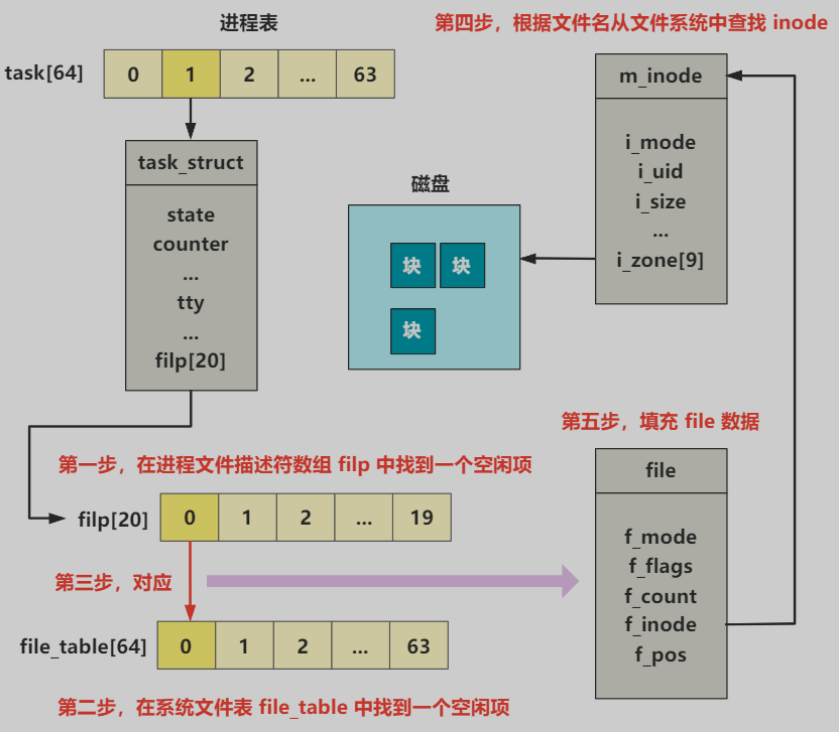 进程表
第四步，根据文件名从文件系统中查找 inode
task[64]
0 1 2 ... 63
m_inode
i_mode
i_uid
i_size
...
i_zone[9]
task_struct
state
counter
...
tty
...
filp[20]
磁盘
块 块
块
第五步，填充 file 数据
第一步，在进程文件描述符数组 filp 中找到一个空闲项
filp[20]
0 1 2 ... 19
file
f_mode
f_flags
f_count
f_inode
f_pos
第三步，对应
file_table[64]
0 1 2 ... 63
第二步，在系统文件表 file_table 中找到一个空闲项